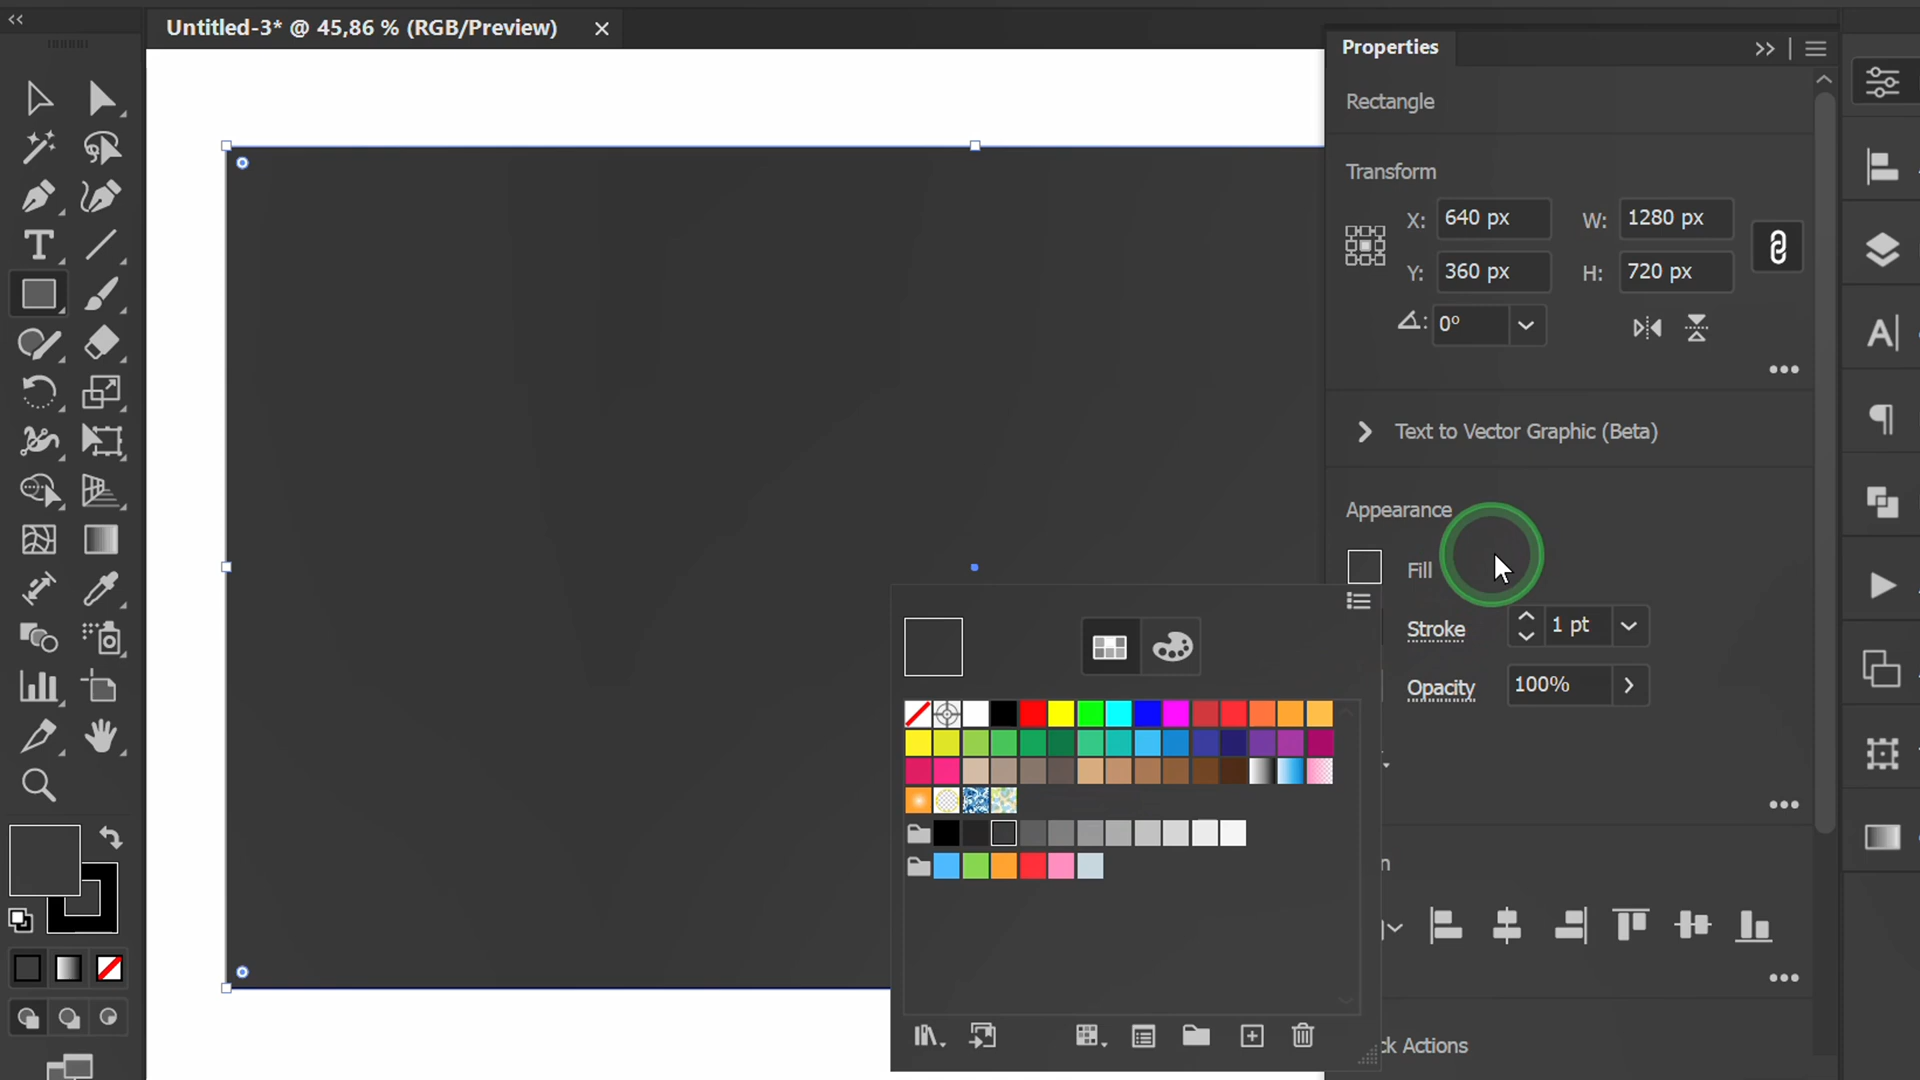 Untitled-3* @ 45,86 % (RGB/Preview)
Properties
Rectangle
Transform
X: 640 px W: 1280 px
Y: 360 px H: 720 px
0°
Text to Vector Graphic (Beta)
Appearance
Fill
Stroke 1 pt
Opacity 100%
n
ck Actions